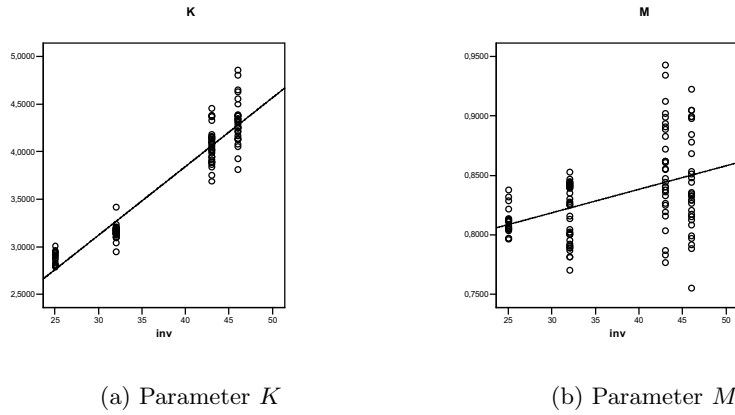 K
5,0000
4,5000
4,0000
3,5000
3,0000
2,5000
25 30 35 40 45 50
inv
(a) Parameter K
M
0,9500
0,9000
0,8500
0,8000
0,7500
25 30 35 40 45 50
inv
(b) Parameter M